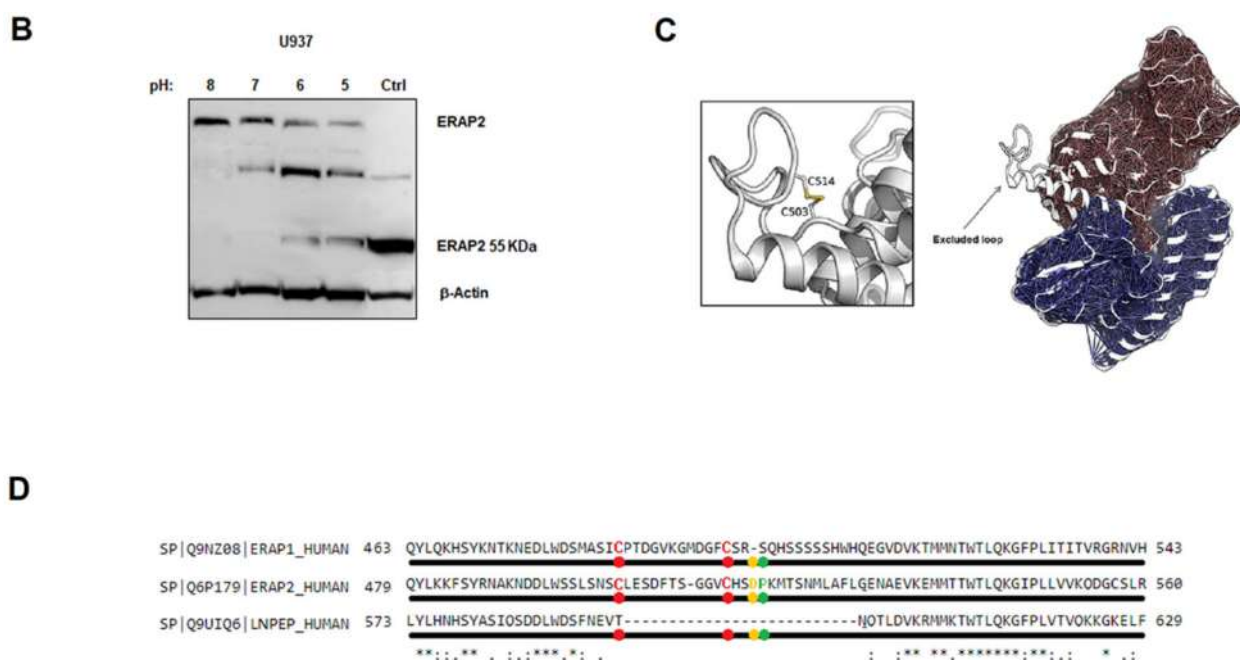 B
U937
pH: 8 7 6 5 Ctrl
ERAP2
ERAP2 55 KDa
β-Actin
C
C514
C503
Excluded loop
D
SP|Q9NZ08|ERAP1_HUMAN 463 QYLQKHSYKNTKNEDLWDSMASICPTDGVKGMDGFCSR-SQHSSSSSHWHQEGVDVKTMMNTWTLQKGFPLITITVRGRNVH 543
SP|Q6P179|ERAP2_HUMAN 479 QYLKKFSYRNAKNDDLWSSLSNSCLESDFTS-GGVCHSDPKMTSNMLAFLGENAEVKEMMTTWTLQKGIPLLVVKQDGCSLR 560
SP|Q9UIQ6|LNPEP_HUMAN 573 LYLHNHSYASIQSDDLWDSFNEVT--------------------------NQTLDVKRMMKTWTLQKGFPLVTVQKKGKELF 629
**::.** . .:.:***.*:. : .:** ** *******:**:.:. * .: